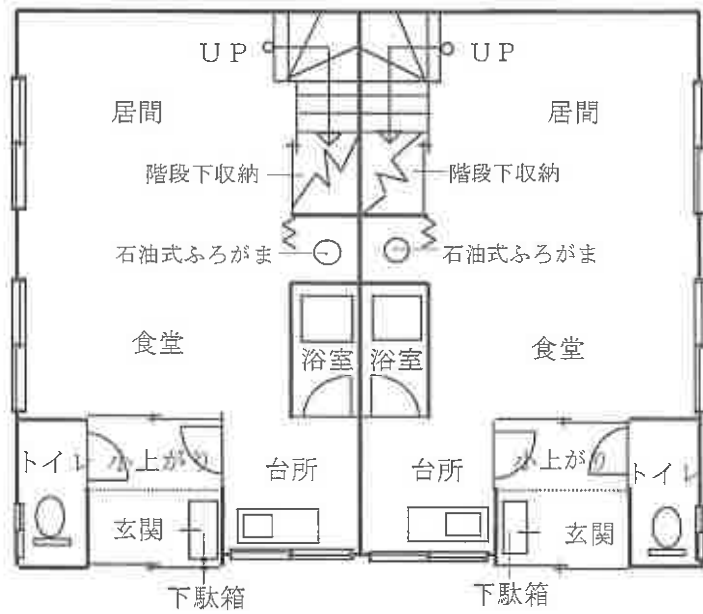 UP UP
居間 居間
階段下収納 階段下収納
石油式ふろがま 石油式ふろがま
食堂 浴室 浴室 食堂
トイレ 小上がり 台所 台所 小上がり トイレ
玄関 玄関
下駄箱 下駄箱